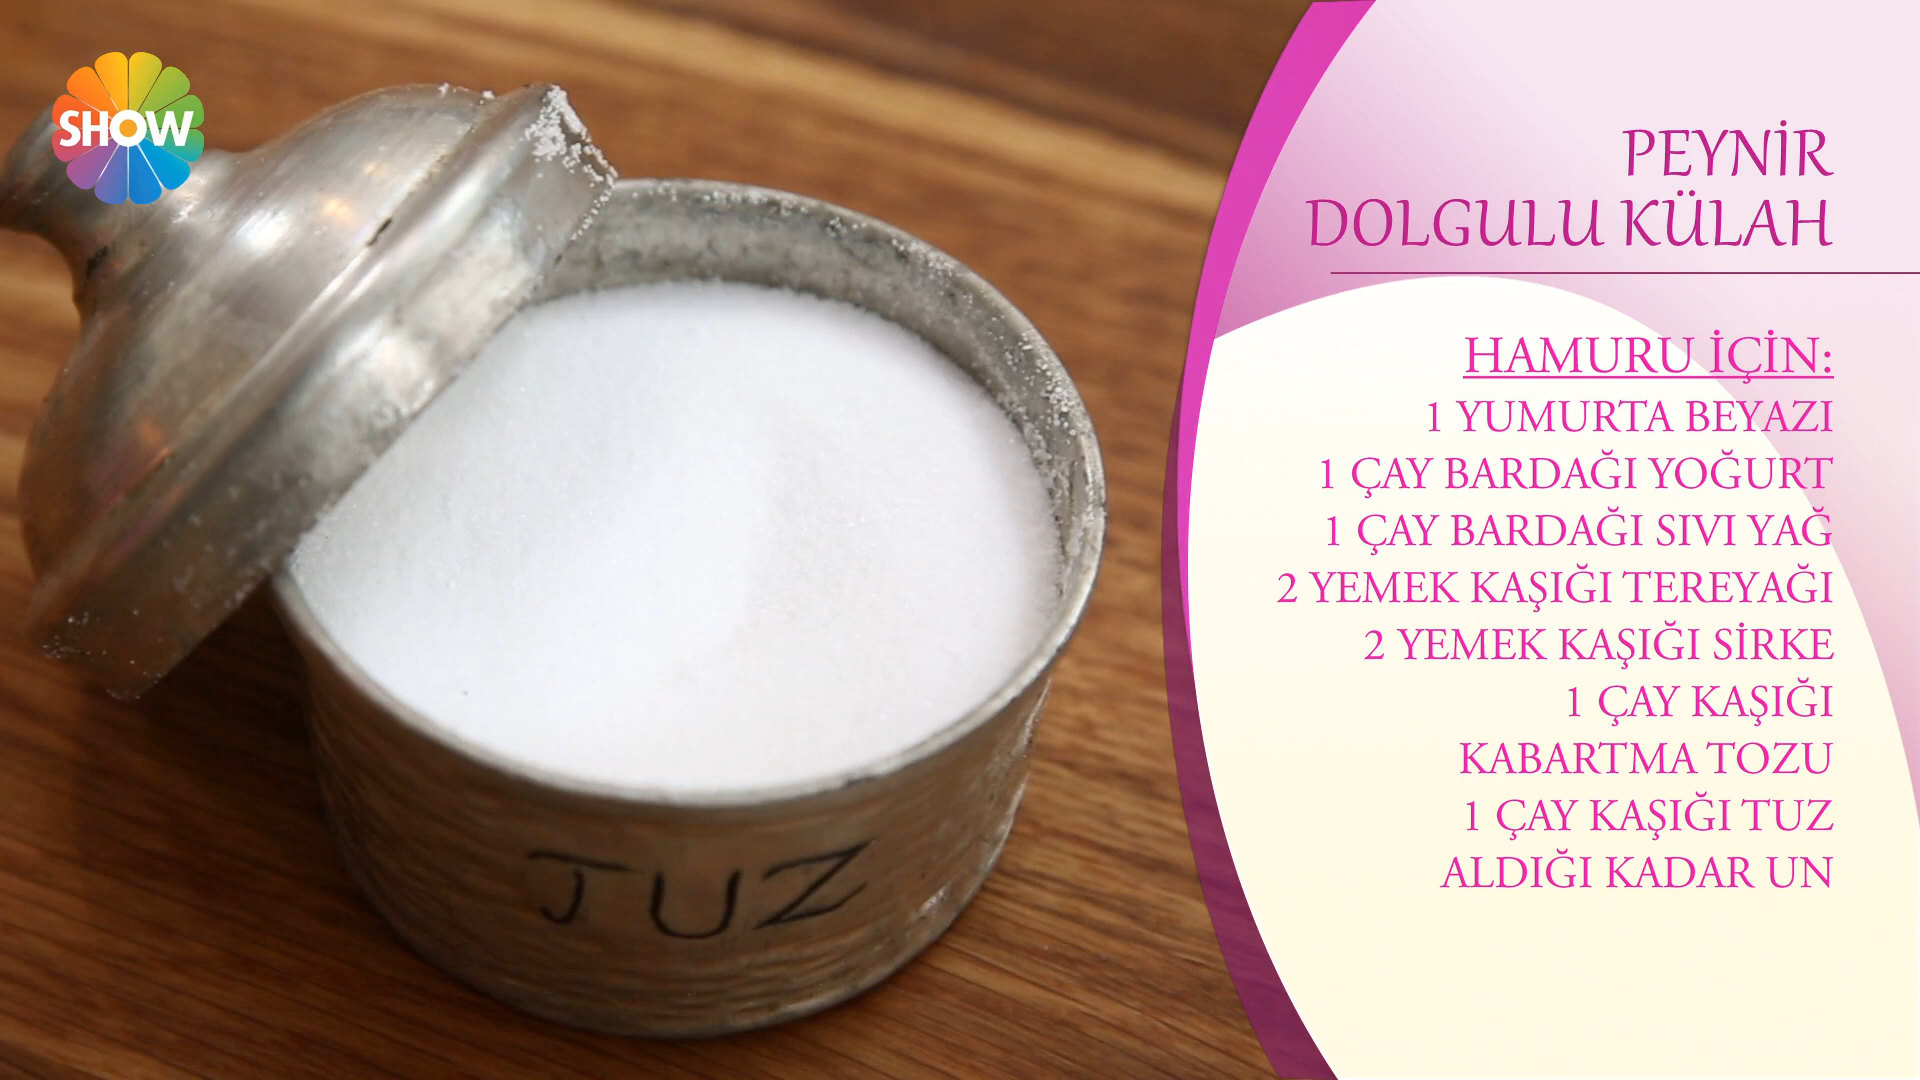 SHOW
TUZ
PEYNİR
DOLGULU KÜLAH
HAMURU İÇİN:
1 YUMURTA BEYAZI
1 ÇAY BARDAĞI YOĞURT
1 ÇAY BARDAĞI SIVI YAĞ
2 YEMEK KAŞIĞI TEREYAĞI
2 YEMEK KAŞIĞI SİRKE
1 ÇAY KAŞIĞI
KABARTMA TOZU
1 ÇAY KAŞIĞI TUZ
ALDIĞI KADAR UN